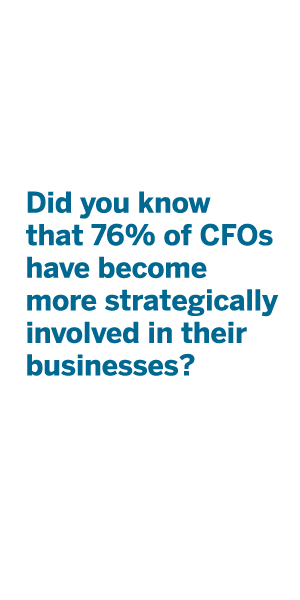 Did you know
that 76% of CFOs
have become
more strategically
involved in their
businesses?